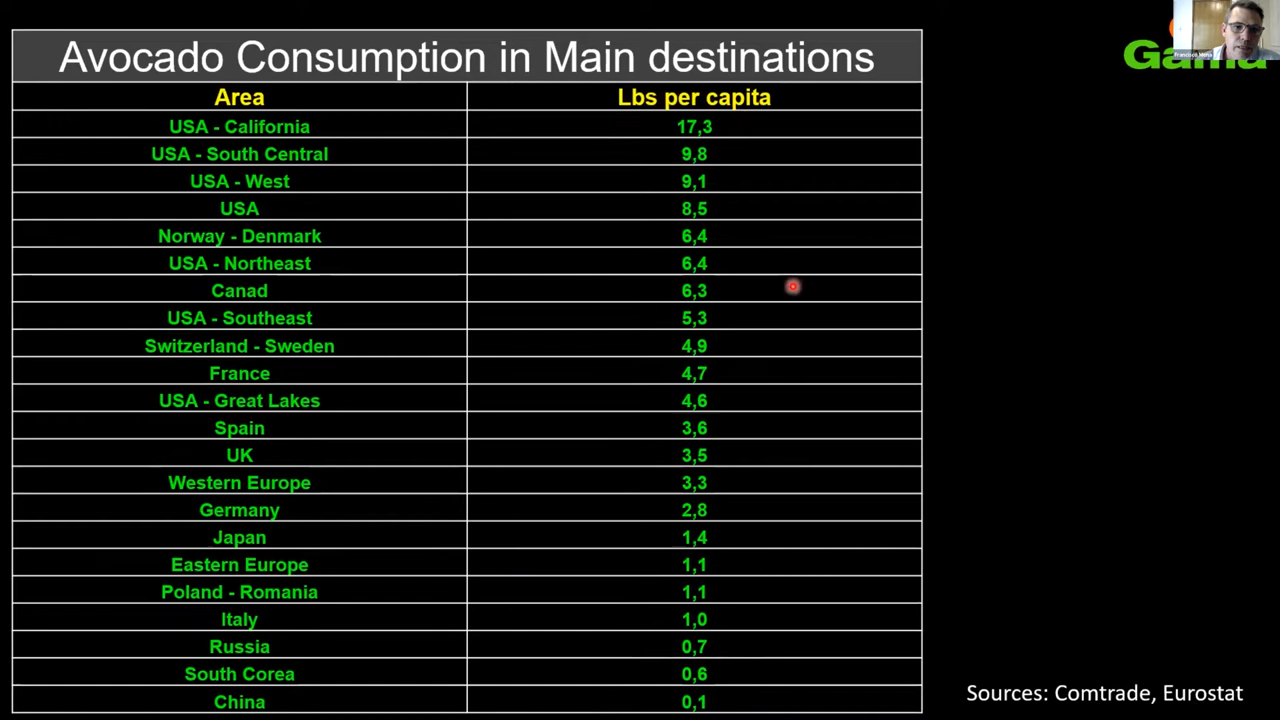 Avocado Consumption in Main destinations
Area Lbs per capita
USA - California 17,3
USA - South Central 9,8
USA - West 9,1
USA 8,5
Norway - Denmark 6,4
USA - Northeast 6,4
Canad 6,3
USA - Southeast 5,3
Switzerland - Sweden 4,9
France 4,7
USA - Great Lakes 4,6
Spain 3,6
UK 3,5
Western Europe 3,3
Germany 2,8
Japan 1,4
Eastern Europe 1,1
Poland - Romania 1,1
Italy 1,0
Russia 0,7
South Corea 0,6
China 0,1
Sources: Comtrade, Eurostat